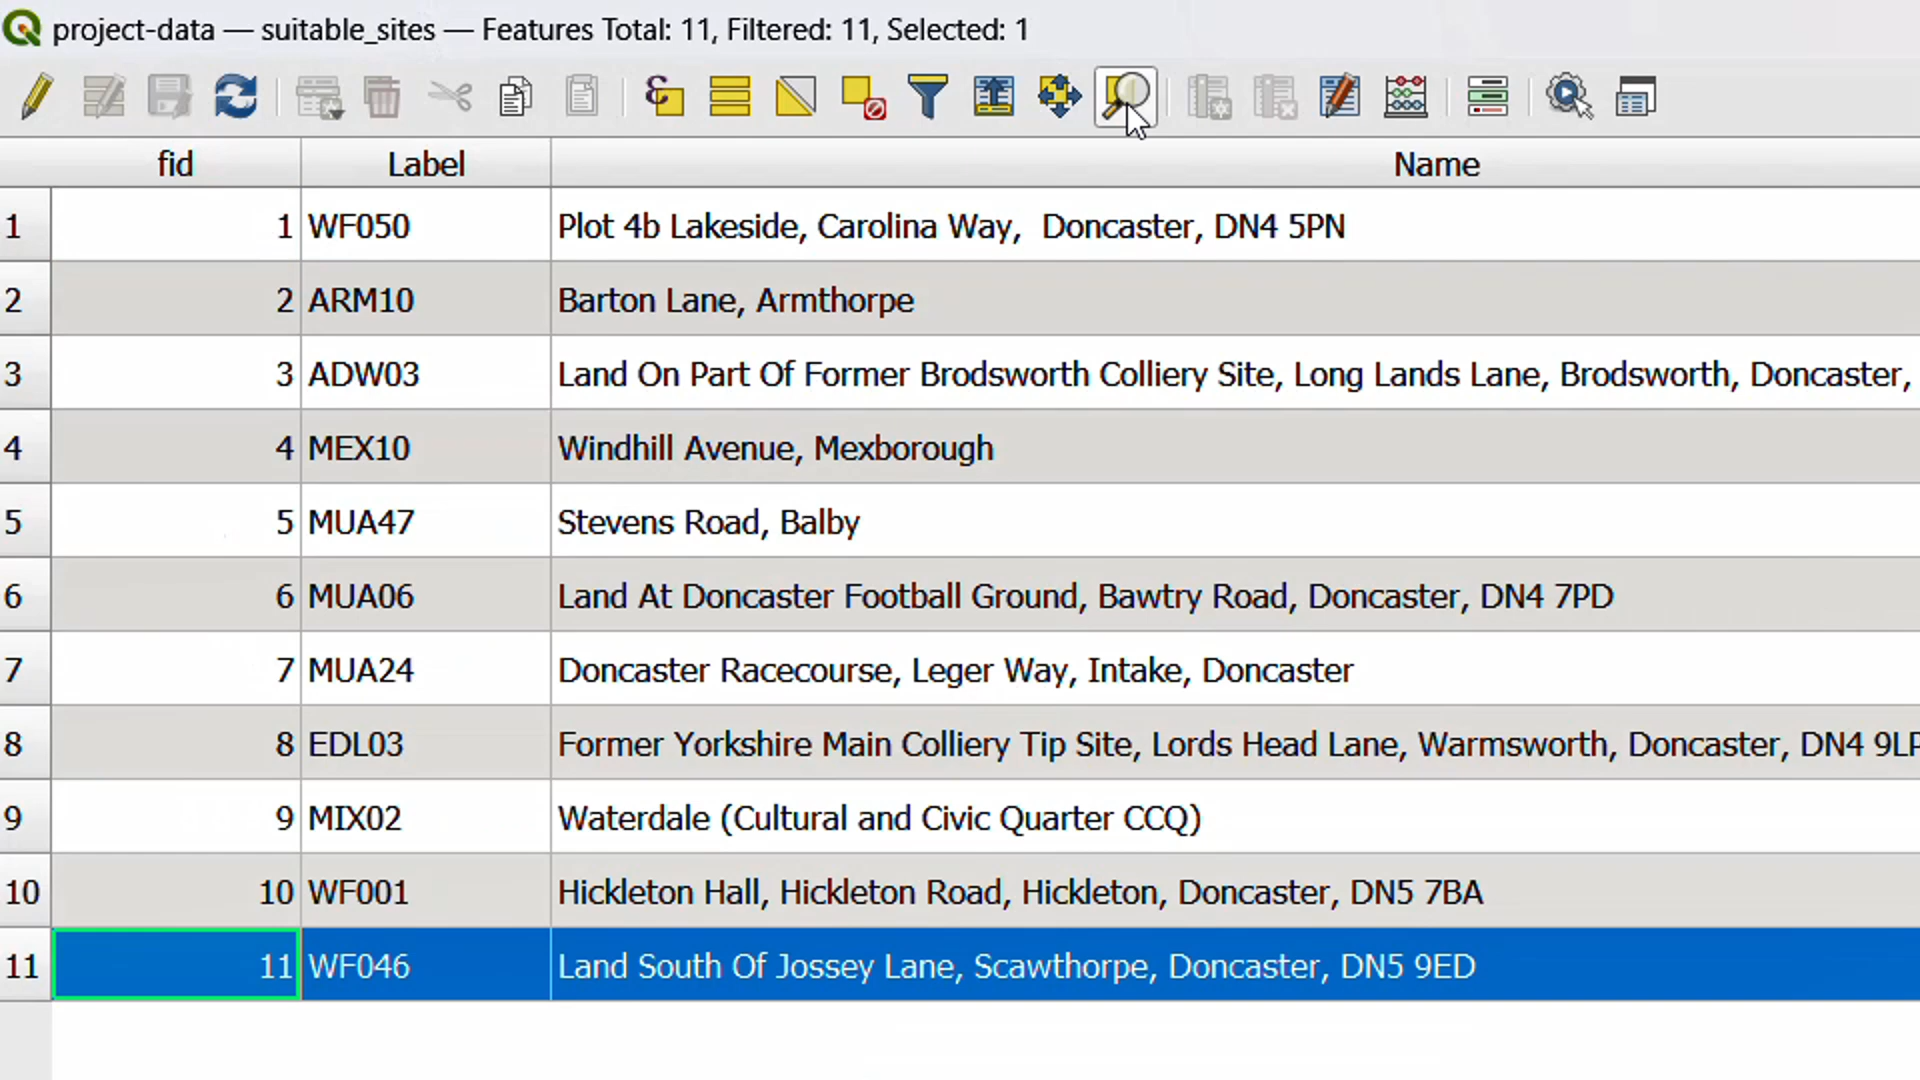 project-data — suitable_sites — Features Total: 11, Filtered: 11, Selected: 1
fid Label Name
1 1 WF050 Plot 4b Lakeside, Carolina Way,  Doncaster, DN4 5PN
2 2 ARM10 Barton Lane, Armthorpe
3 3 ADW03 Land On Part Of Former Brodsworth Colliery Site, Long Lands Lane, Brodsworth, Doncaster,
4 4 MEX10 Windhill Avenue, Mexborough
5 5 MUA47 Stevens Road, Balby
6 6 MUA06 Land At Doncaster Football Ground, Bawtry Road, Doncaster, DN4 7PD
7 7 MUA24 Doncaster Racecourse, Leger Way, Intake, Doncaster
8 8 EDL03 Former Yorkshire Main Colliery Tip Site, Lords Head Lane, Warmsworth, Doncaster, DN4 9LP
9 9 MIX02 Waterdale (Cultural and Civic Quarter CCQ)
10 10 WF001 Hickleton Hall, Hickleton Road, Hickleton, Doncaster, DN5 7BA
11 11 WF046 Land South Of Jossey Lane, Scawthorpe, Doncaster, DN5 9ED